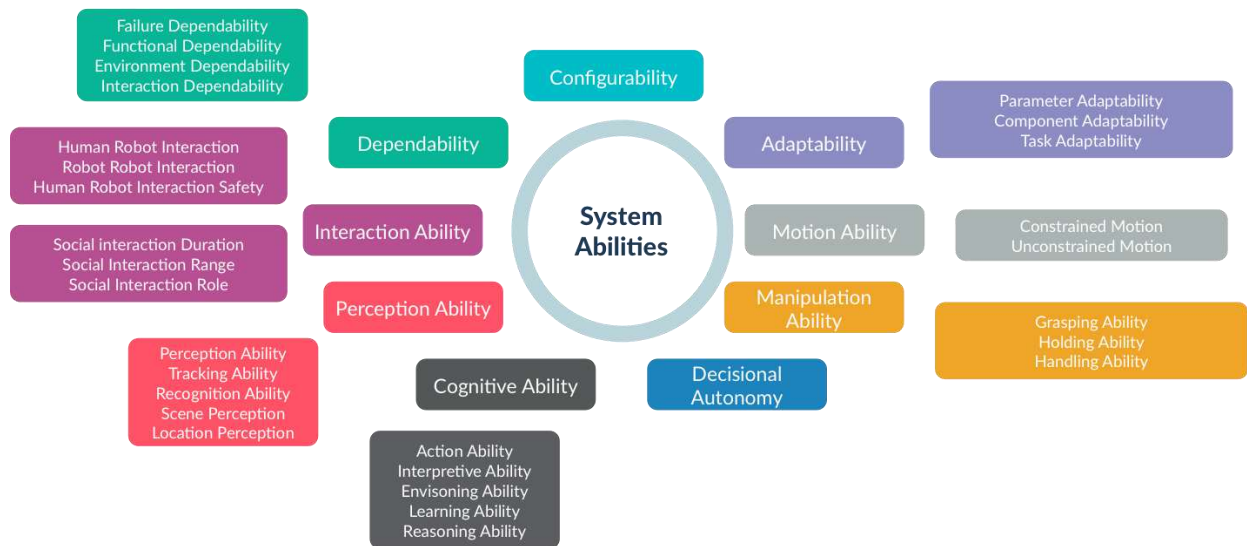 Failure Dependability
Functional Dependability
Environment Dependability
Interaction Dependability
Configurability
Parameter Adaptability
Component Adaptability
Task Adaptability
Dependability
Adaptability
Human Robot Interaction
Robot Robot Interaction
Human Robot Interaction Safety
System
Abilities
Interaction Ability
Motion Ability
Constrained Motion
Unconstrained Motion
Social interaction Duration
Social Interaction Range
Social Interaction Role
Perception Ability
Manipulation
Ability
Grasping Ability
Holding Ability
Handling Ability
Perception Ability
Tracking Ability
Recognition Ability
Scene Perception
Location Perception
Cognitive Ability
Decisional
Autonomy
Action Ability
Interpretive Ability
Envisoning Ability
Learning Ability
Reasoning Ability